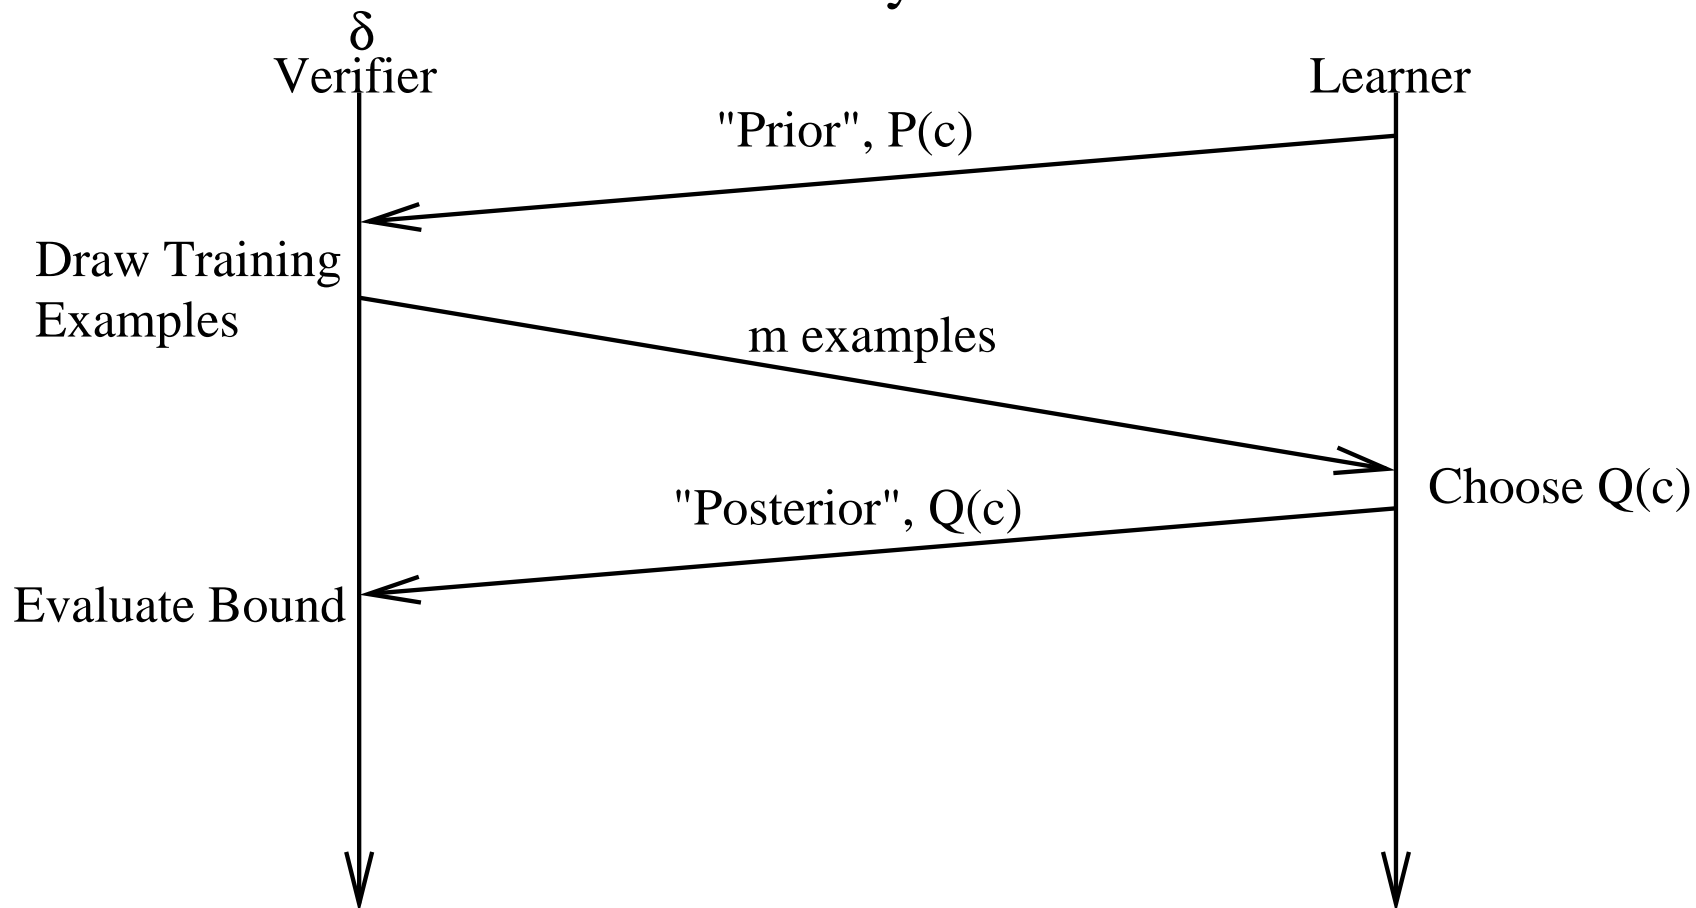 δ
Verifier
Learner
"Prior", P(c)
Draw Training
Examples
m examples
Choose Q(c)
"Posterior", Q(c)
Evaluate Bound